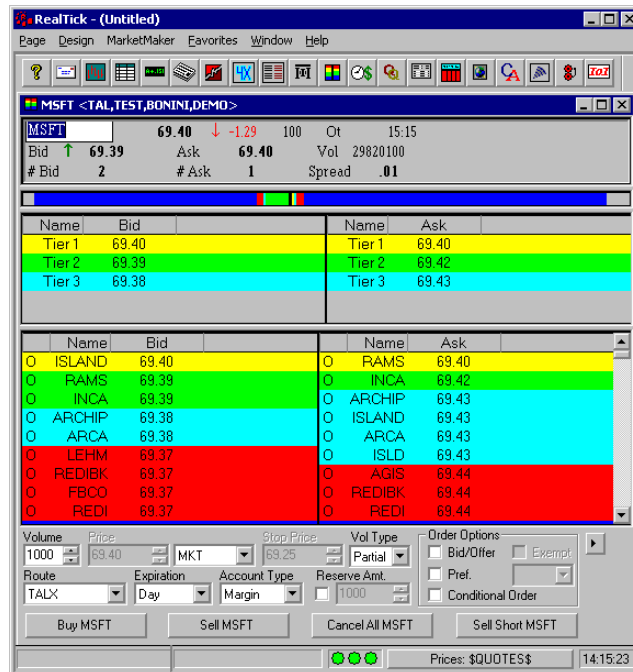 RealTick - (Untitled)
Page Design MarketMaker Favorites Window Help
MSFT <TAL,TEST,BONINI,DEMO>
MSFT 69.40 ↓ -1.29 100 Ot 15:15
Bid ↑ 69.39 Ask 69.40 Vol 29820100
# Bid 2 # Ask 1 Spread .01
Name Bid Name Ask
Tier 1 69.40 Tier 1 69.40
Tier 2 69.39 Tier 2 69.42
Tier 3 69.38 Tier 3 69.43
Name Bid Name Ask
O ISLAND 69.40 O RAMS 69.40
O RAMS 69.39 O INCA 69.42
O INCA 69.39 O ARCHIP 69.43
O ARCHIP 69.38 O ISLAND 69.43
O ARCA 69.38 O ARCA 69.43
O LEHM 69.37 O ISLD 69.43
O REDIBK 69.37 O AGIS 69.44
O FBCO 69.37 O REDIBK 69.44
O REDI 69.37 O REDI 69.44
Volume Price Stop Price Vol Type Order Options
1000 69.40 MKT 69.25 Partial Bid/Offer Exempt
Route Expiration Account Type Reserve Amt. Pref.
TALX Day Margin 1000 Conditional Order
Buy MSFT Sell MSFT Cancel All MSFT Sell Short MSFT
Prices: $QUOTES$ 14:15:23